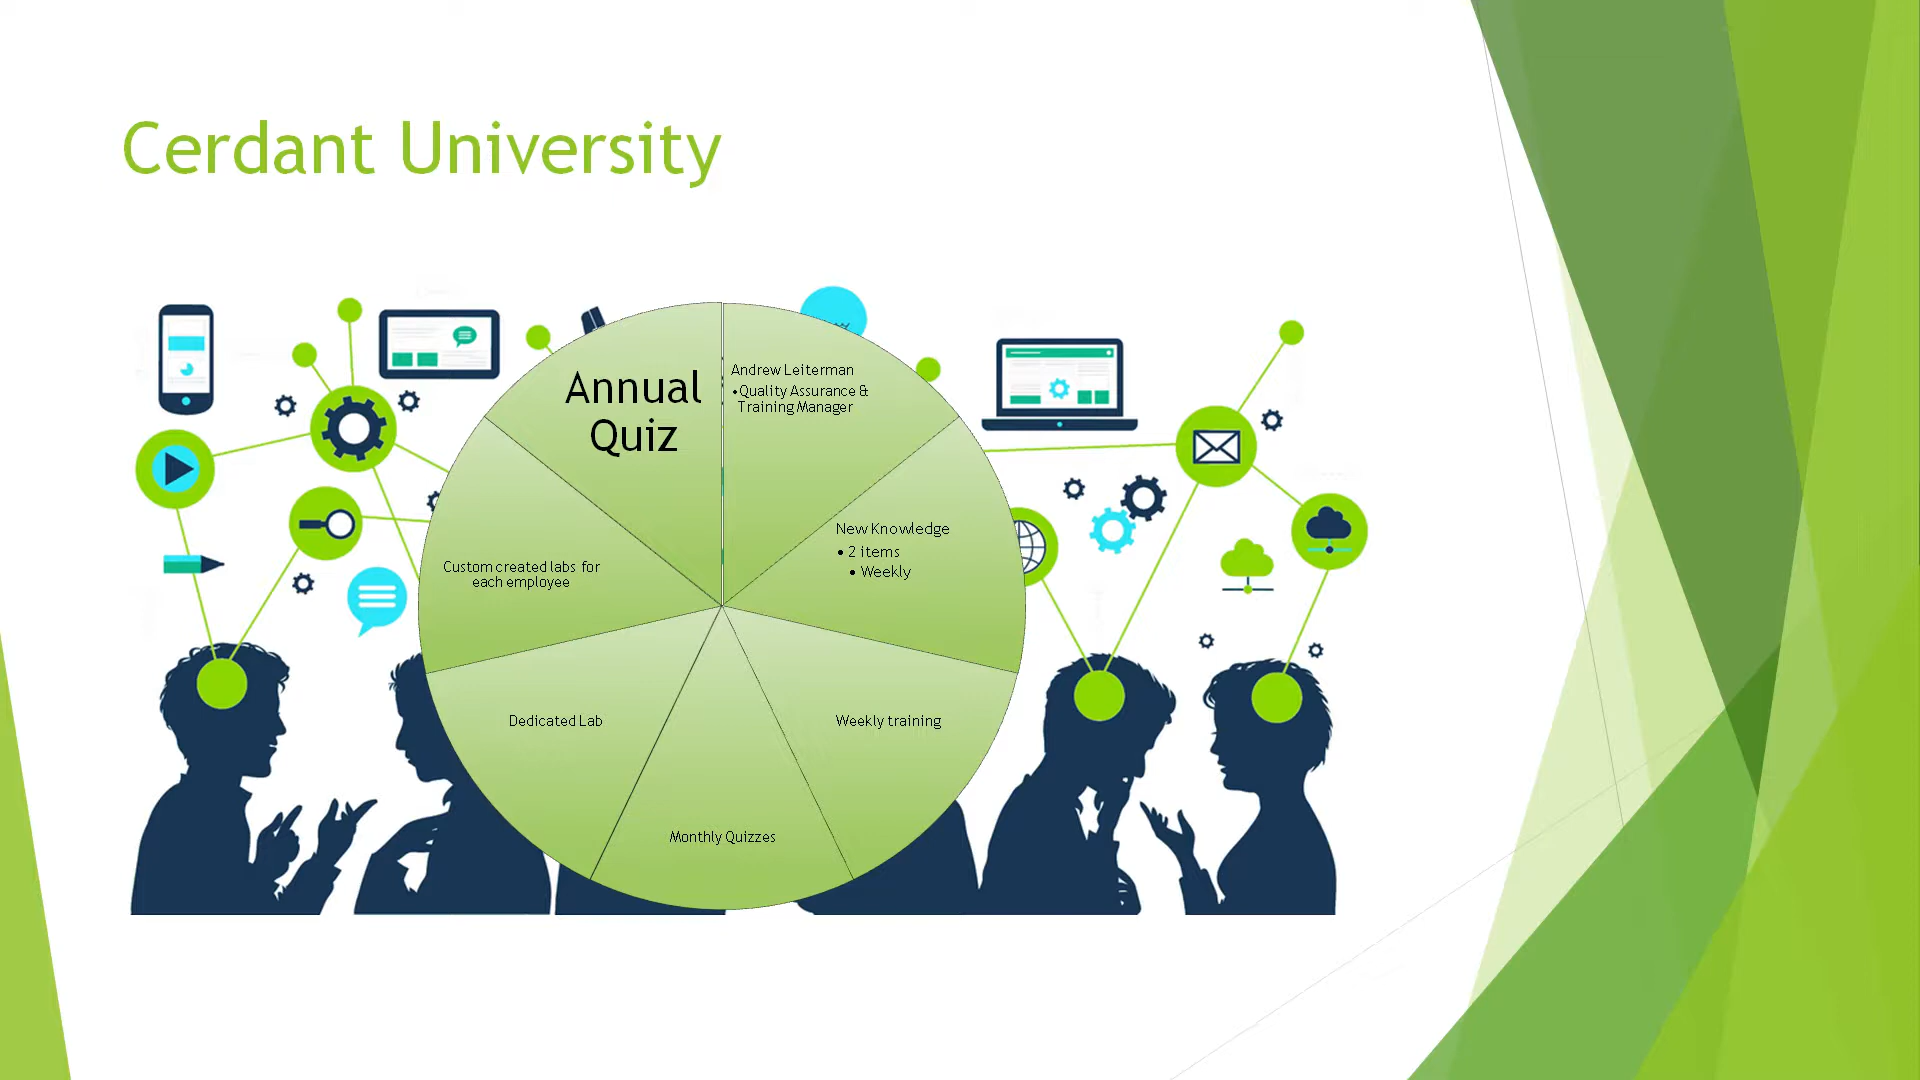 Cerdant University
Annual
Quiz
Andrew Leiterman
•Quality Assurance &
Training Manager
New Knowledge
• 2 items
• Weekly
Custom created labs for
each employee
Dedicated Lab
Weekly training
Monthly Quizzes